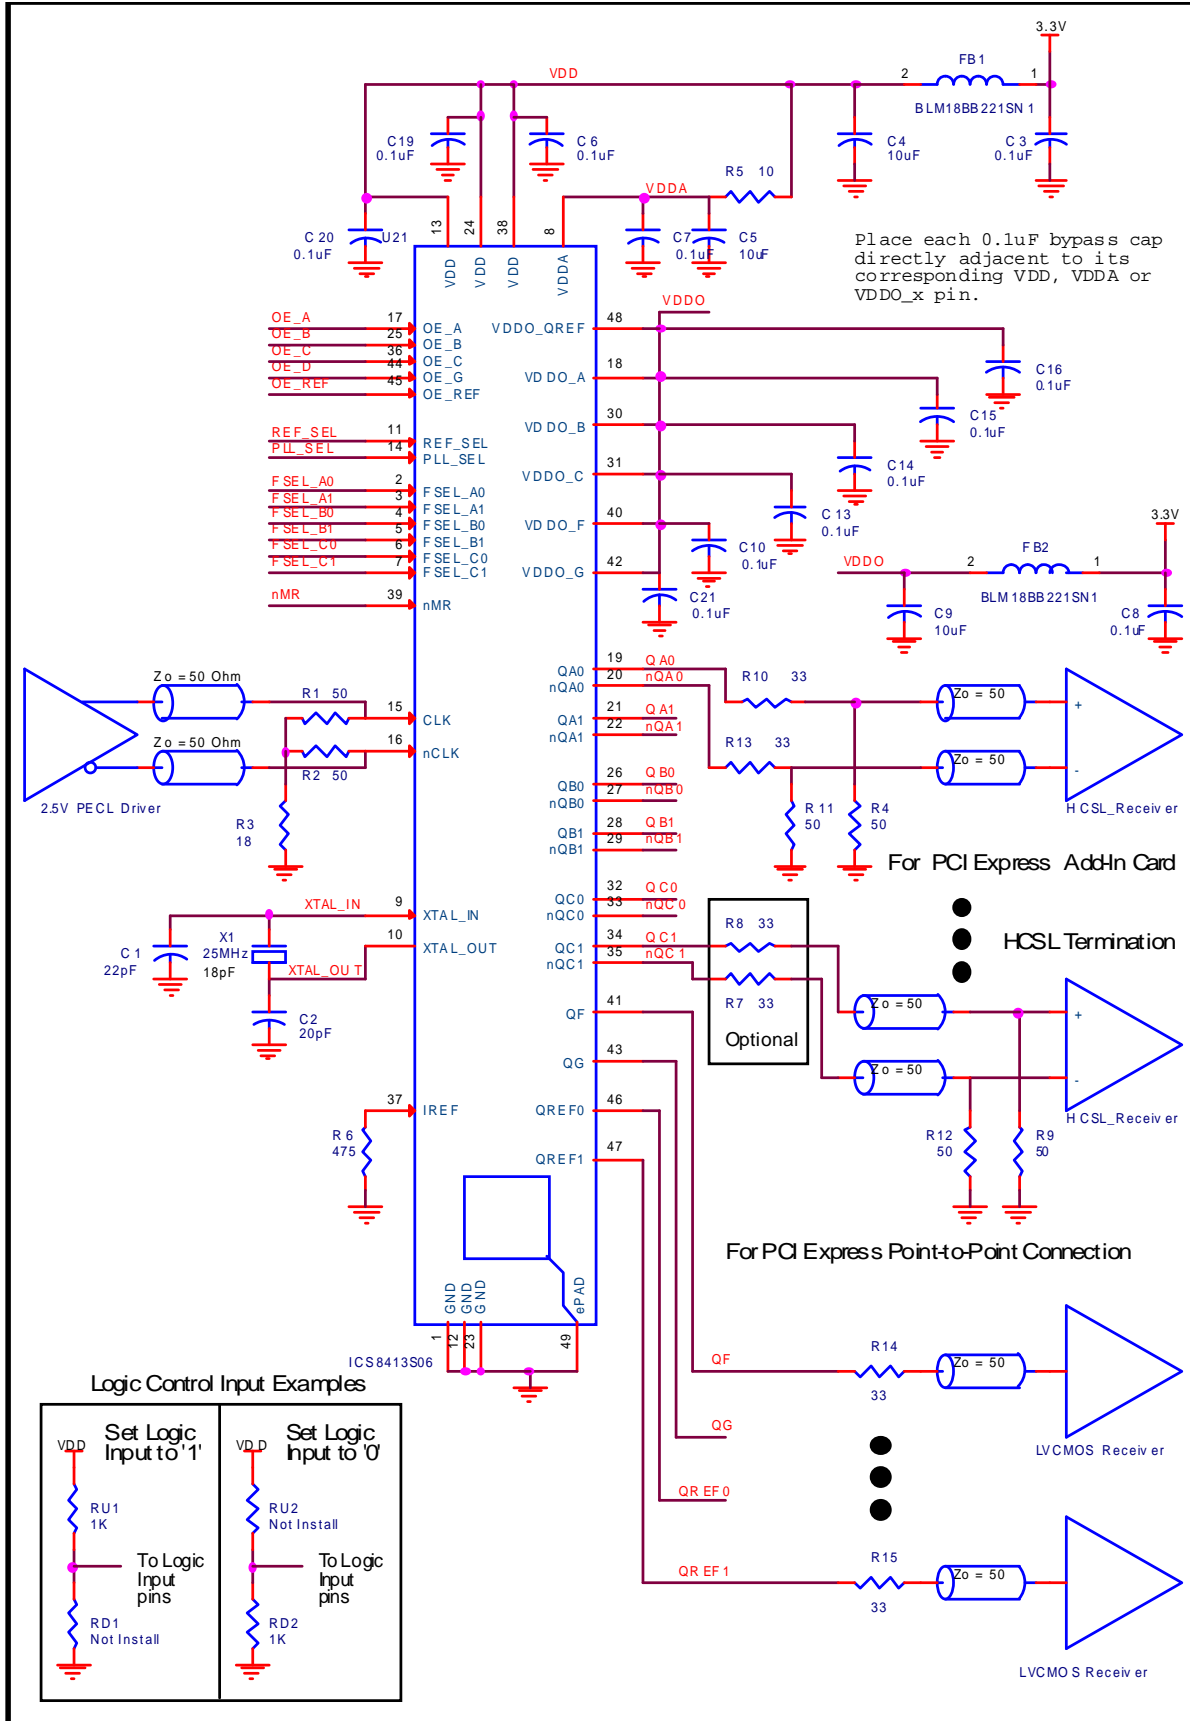 3.3V
VDD
2
FB1
1
BLM18BB221SN1
C19
0.1uF
C6
0.1uF
C4
10uF
C3
0.1uF
R5 10
VDDA
C20
0.1uF
U21
13
24
38
8
C7
0.1uF
C5
10uF
VDD
VDD
VDD
VDDA
Place each 0.1uF bypass cap
directly adjacent to its
corresponding VDD, VDDA or
VDDO_x pin.
VDDO
OE_A 17 OE_A
OE_B 25 OE_B
OE_C 36 OE_C
OE_D 44 OE_G
OE_REF 45 OE_REF
REF_SEL 11 REF_SEL
PLL_SEL 14 PLL_SEL
FSEL_A0 2 FSEL_A0
FSEL_A1 3 FSEL_A1
FSEL_B0 4 FSEL_B0
FSEL_B1 5 FSEL_B1
FSEL_C0 6 FSEL_C0
FSEL_C1 7 FSEL_C1
nMR 39 nMR
VDDO_QREF 48
VDDO_A 18
VDDO_B 30
VDDO_C 31
VDDO_F 40
VDDO_G 42
C16
0.1uF
C15
0.1uF
C14
0.1uF
C13
0.1uF
C10
0.1uF
C21
0.1uF
3.3V
VDDO
2
FB2
1
BLM18BB221SN1
C9
10uF
C8
0.1uF
Zo = 50 Ohm
R1 50
15 CLK
Zo = 50 Ohm
16 nCLK
R2 50
2.5V PECL Driver
R3
18
QA0 19 QA0
nQA0 20 nQA0
QA1 21 QA1
nQA1 22 nQA1
QB0 26 QB0
nQB0 27 nQB0
QB1 28 QB1
nQB1 29 nQB1
QC0 32 QC0
nQC0 33 nQC0
QC1 34 QC1
nQC1 35 nQC1
QF 41
QG 43
QREF0 46
QREF1 47
R10 33
Zo = 50
+
R13 33
Zo = 50
-
R11
50
R4
50
HCSL_Receiver
For PCI Express Add-In Card
HCSL Termination
XTAL_IN 9 XTAL_IN
10 XTAL_OUT
C1
22pF
X1
25MHz
18pF
XTAL_OUT
C2
20pF
R8 33
R7 33
Optional
Zo = 50
+
Zo = 50
-
HCSL_Receiver
R12
50
R9
50
37 IREF
R6
475
For PCI Express Point-to-Point Connection
GND
GND
GND
ePAD
1
12
23
49
ICS8413S06
QF
R14
33
Zo = 50
LVCMOS Receiver
QG
QREF0
QREF1
R15
33
Zo = 50
LVCMOS Receiver
Logic Control Input Examples
Set Logic
Input to '1'
VDD
RU1
1K
To Logic
Input
pins
RD1
Not Install
Set Logic
Input to '0'
VDD
RU2
Not Install
To Logic
Input
pins
RD2
1K